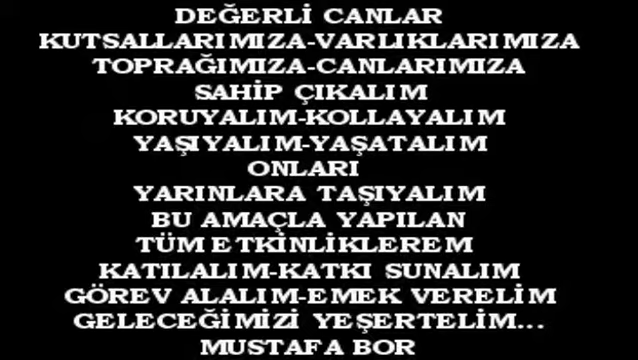 DEĞERLİ CANLAR
KUTSALLARIMIZA-VARLIKLARIMIZA
TOPRAĞIMIZA-CANLARIMIZA
SAHİP ÇIKALIM
KORUYALIM-KOLLAYALIM
YAŞIYALIM-YAŞATALIM
ONLARI
YARINLARA TAŞIYALIM
BU AMAÇLA YAPILAN
TÜM ETKİNLİKLEREM
KATILALIM-KATKI SUNALIM
GÖREV ALALIM-EMEK VERELİM
GELECEĞİMİZİ YEŞERTELİM...
MUSTAFA BOR